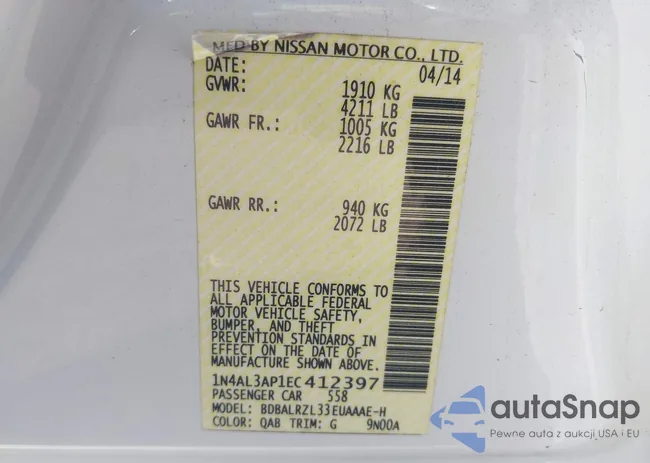 MFD BY NISSAN MOTOR CO., LTD.
DATE: 04/14
GVWR: 1910 KG
4211 LB
GAWR FR.: 1005 KG
2216 LB
GAWR RR.: 940 KG
2072 LB
THIS VEHICLE CONFORMS TO
ALL APPLICABLE FEDERAL
MOTOR VEHICLE SAFETY,
BUMPER, AND THEFT
PREVENTION STANDARDS IN
EFFECT ON THE DATE OF
MANUFACTURE SHOWN ABOVE.
1N4AL3AP1EC412397
PASSENGER CAR 558
MODEL: BDBALRZL33EUAAAE-H
COLOR: QAB TRIM: G 9N00A
autoSnap
Pewne auta z aukcji USA i EU